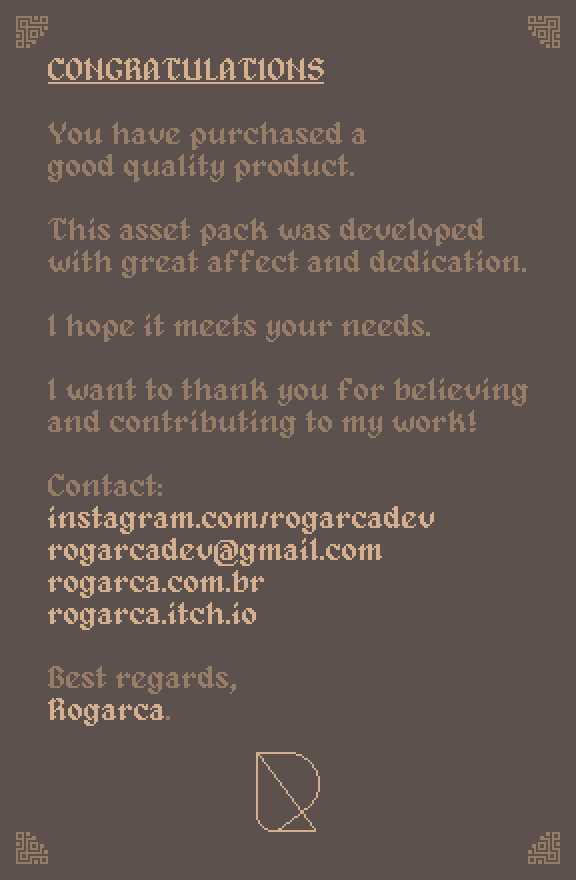 CONGRATULATIONS
You have purchased a
good quality product.
This asset pack was developed
with great affect and dedication.
I hope it meets your needs.
I want to thank you for believing
and contributing to my work!
Contact:
instagram.com/rogarcadev
rogarcadev@gmail.com
rogarca.com.br
rogarca.itch.io
Best regards,
Rogarca.